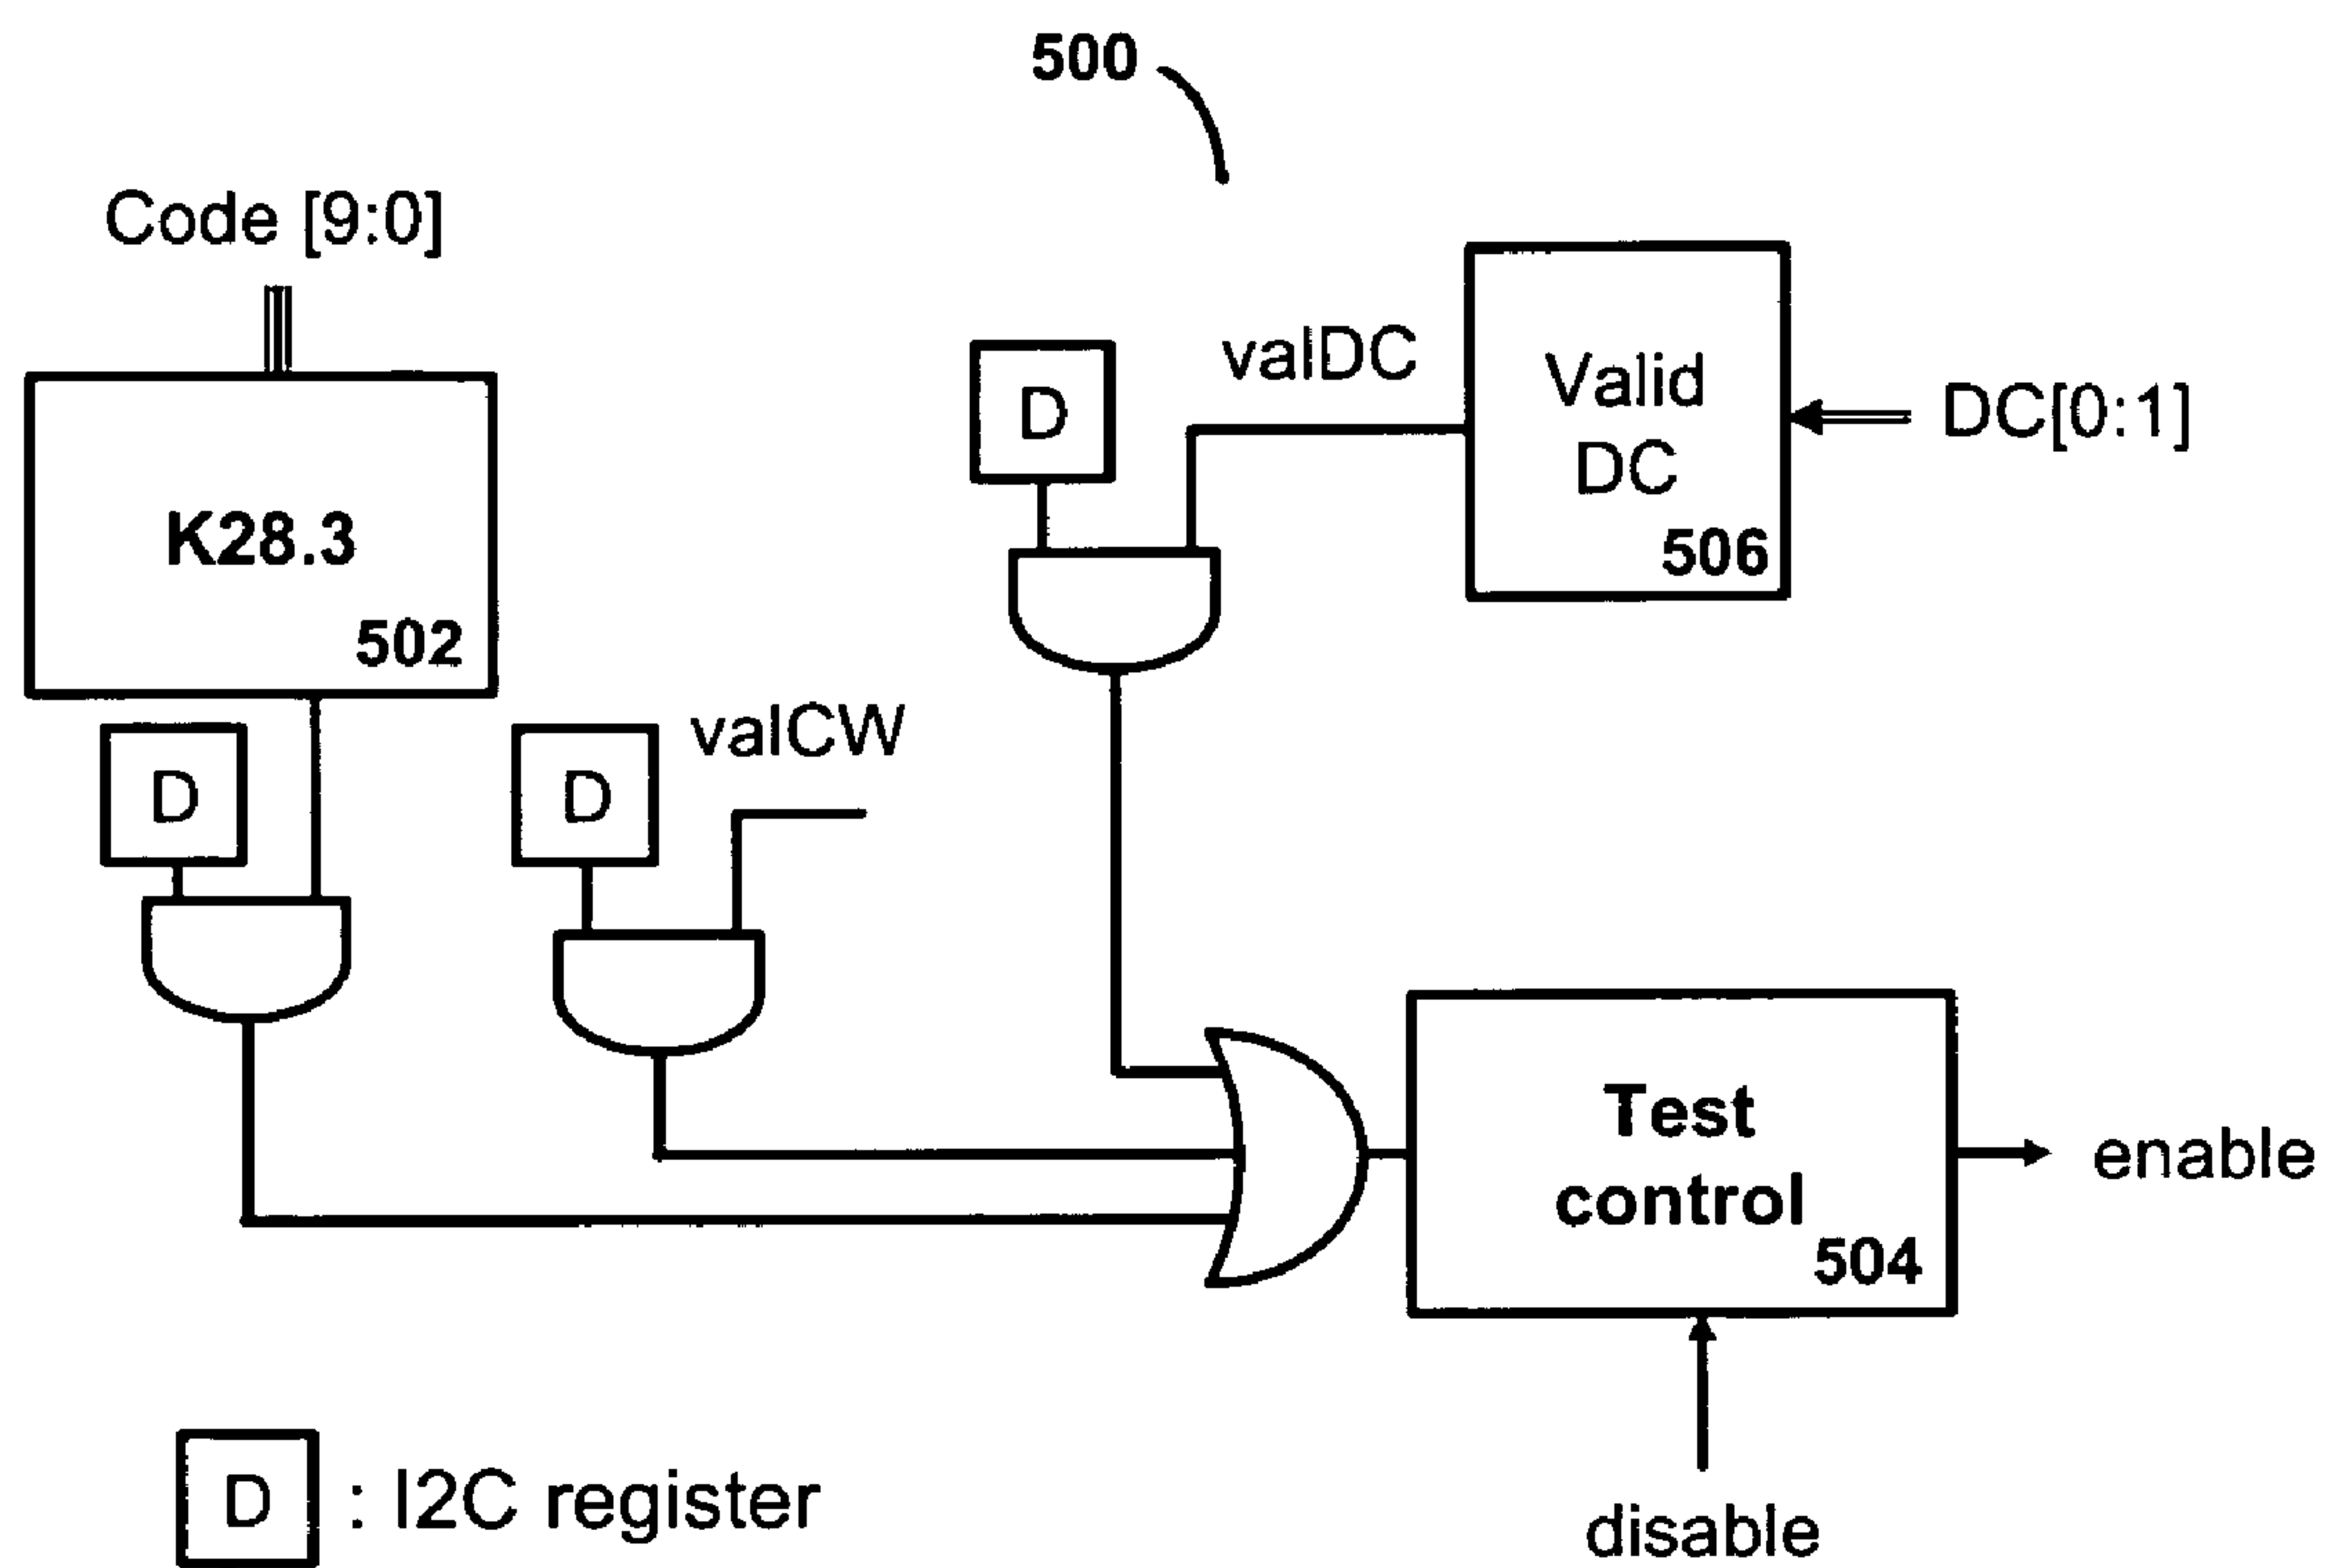 500
Code [9:0]
K28.3
502
D
valDC
Valid
DC
506
DC[0:1]
D
D
valCW
Test
control
504
enable
disable
D : I2C register